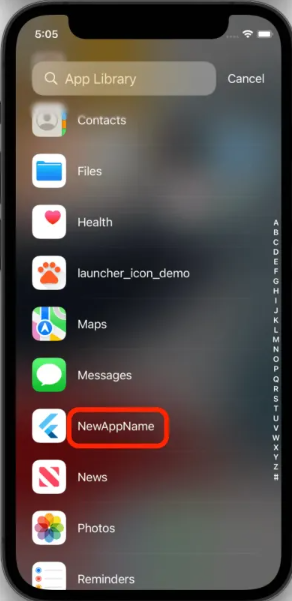 5:05
App Library
Cancel
Contacts
Files
Health
launcher_icon_demo
Maps
Messages
NewAppName
News
Photos
Reminders
A
B
C
D
E
F
G
H
I
J
K
L
M
N
O
P
Q
R
S
T
U
V
W
X
Y
Z
#